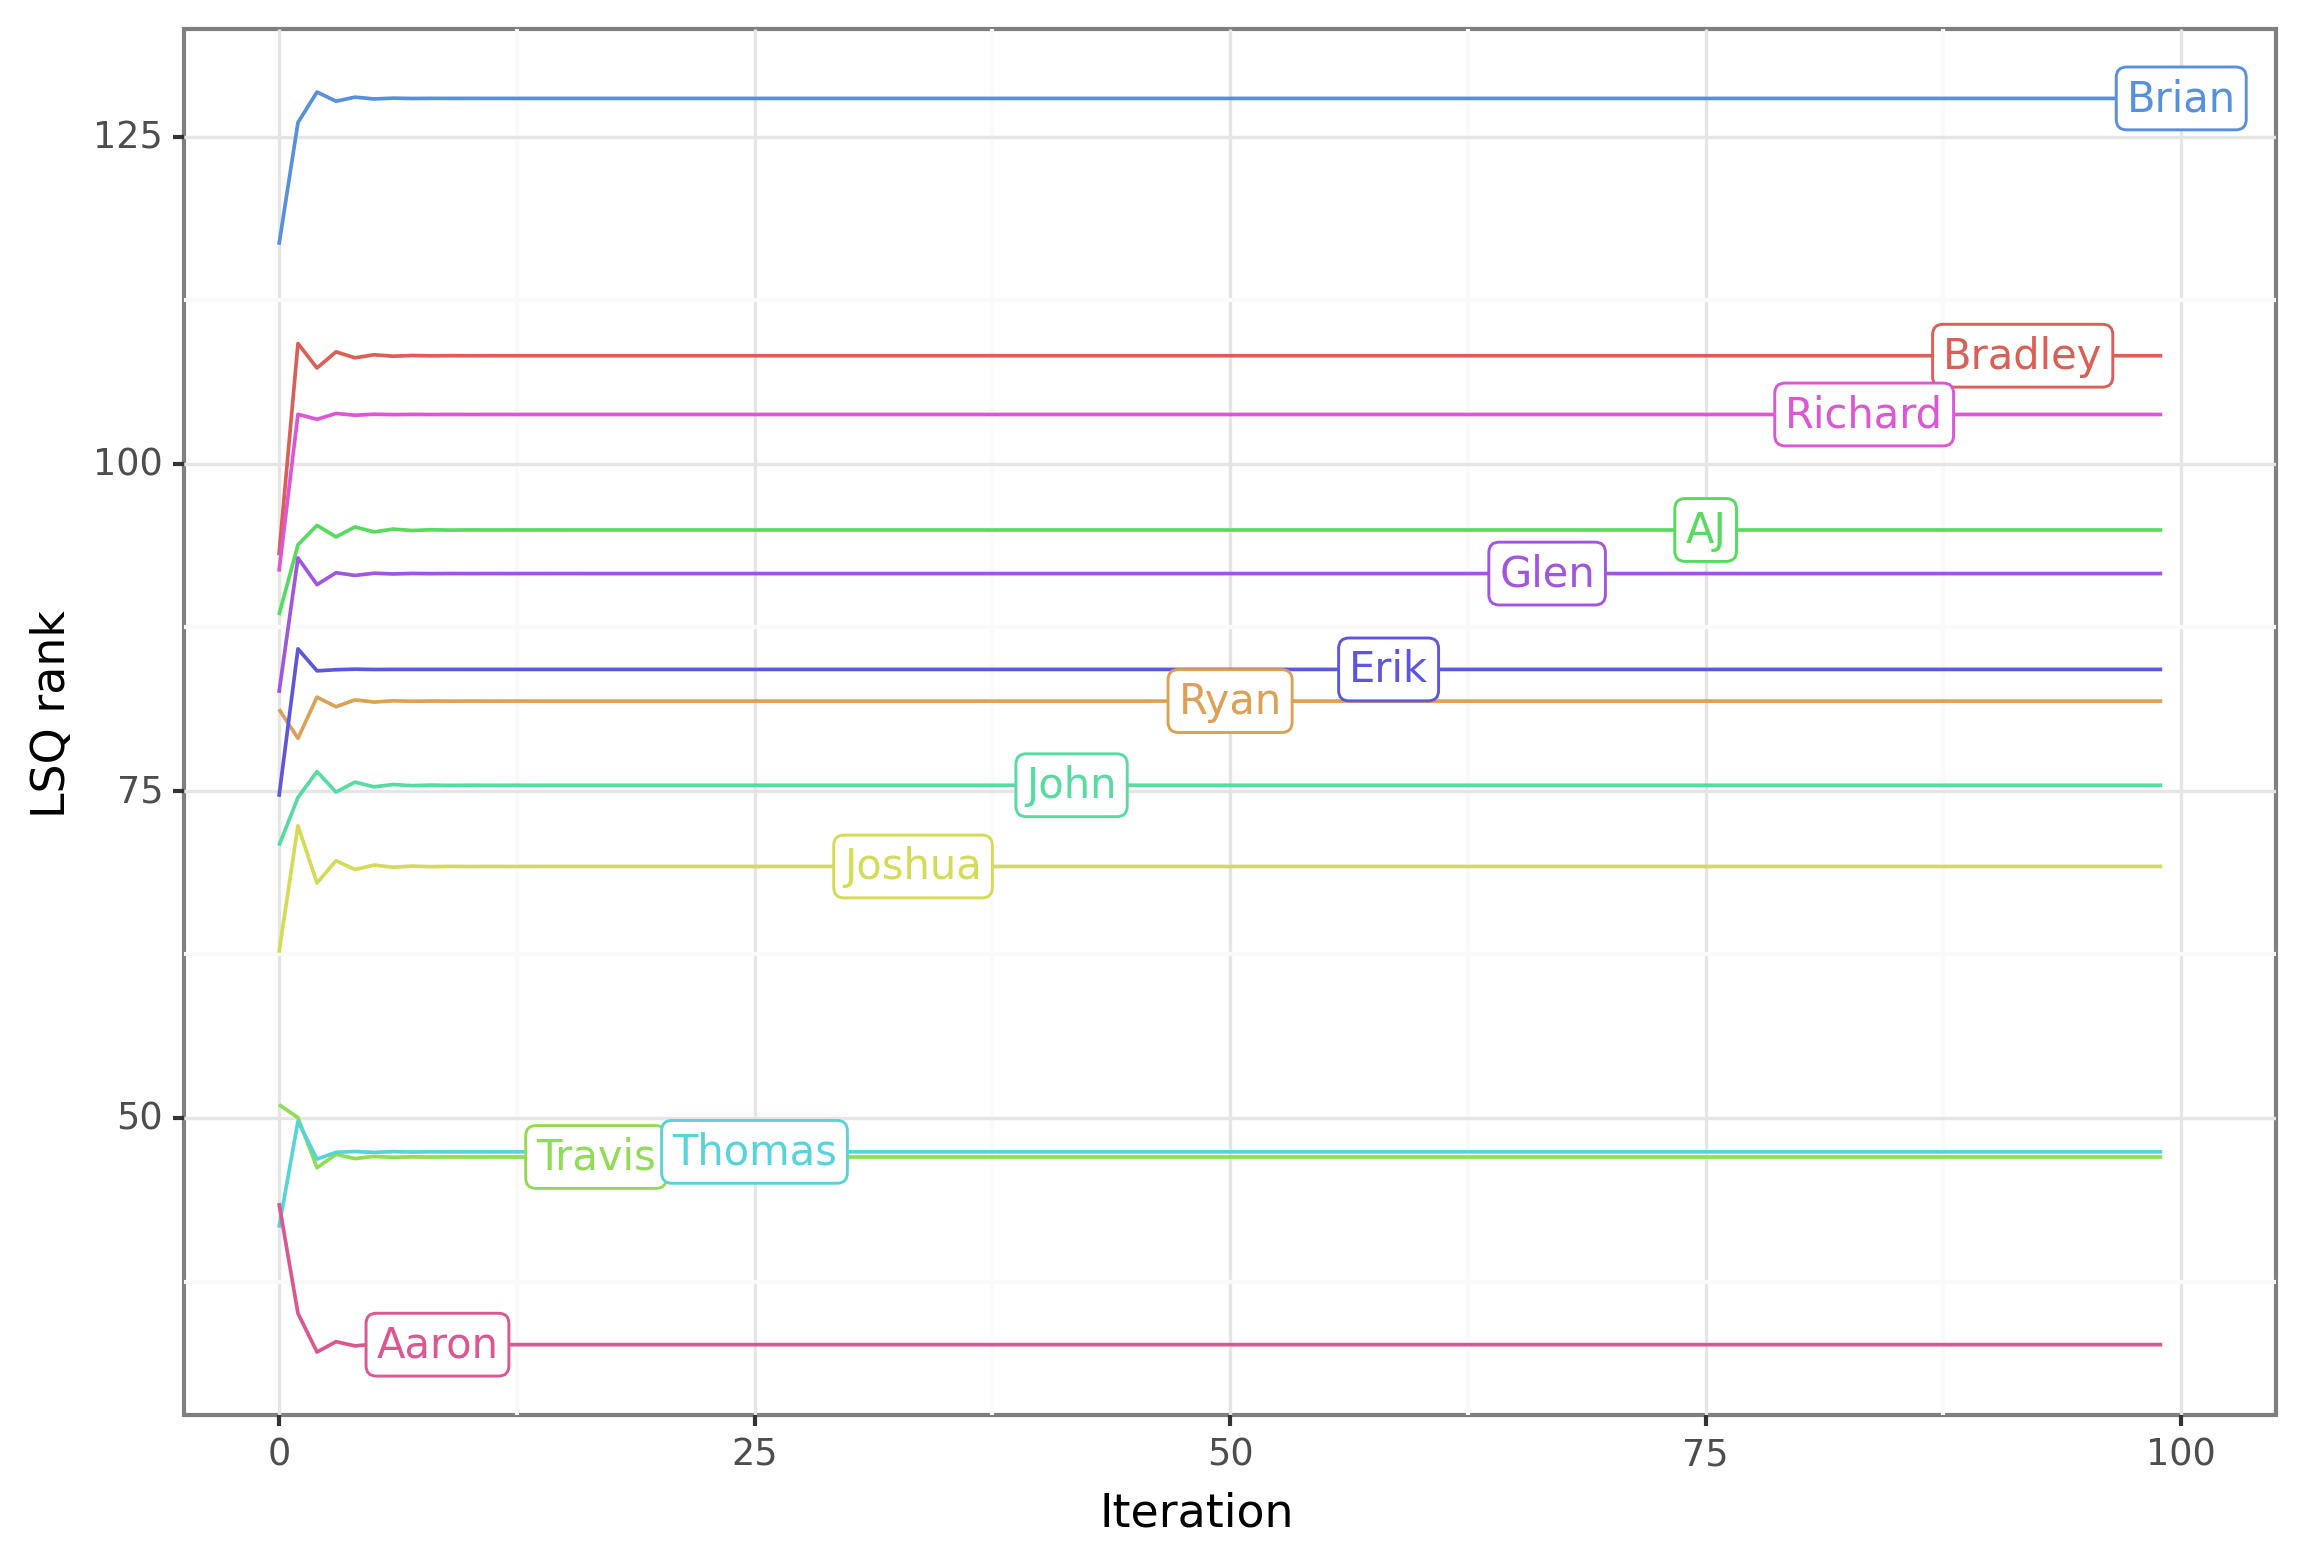 Brian
125
Bradley
Richard
100
AJ
Glen
Erik
Ryan
John
75
Joshua
50
Travis
Thomas
Aaron
0 25 50 75 100
Iteration
LSQ rank